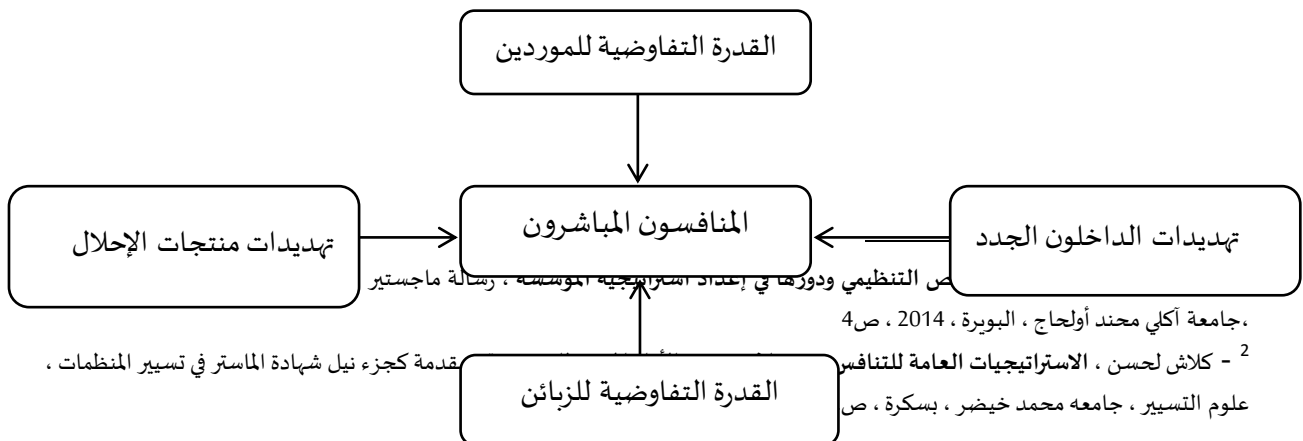 القدرة التفاوضية للموردين
تهديدات الداخلون الجدد
المنافسون المباشرون
تهديدات منتجات الإحلال
التنظيمي ودورها في إعداد استراتيجية المؤسسة ، رسالة ماجستير
،جامعة آكلي محند أولحاج ، البويرة ، 2014 ، ص4
2 - كلاش لحسن ، الاستراتيجيات العامة للتنافس
كجزء نيل شهادة الماستر في تسيير المنظمات ،
القدرة التفاوضية للزبائن
علوم التسيير ، جامعه محمد خيضر ، بسكرة ، ص